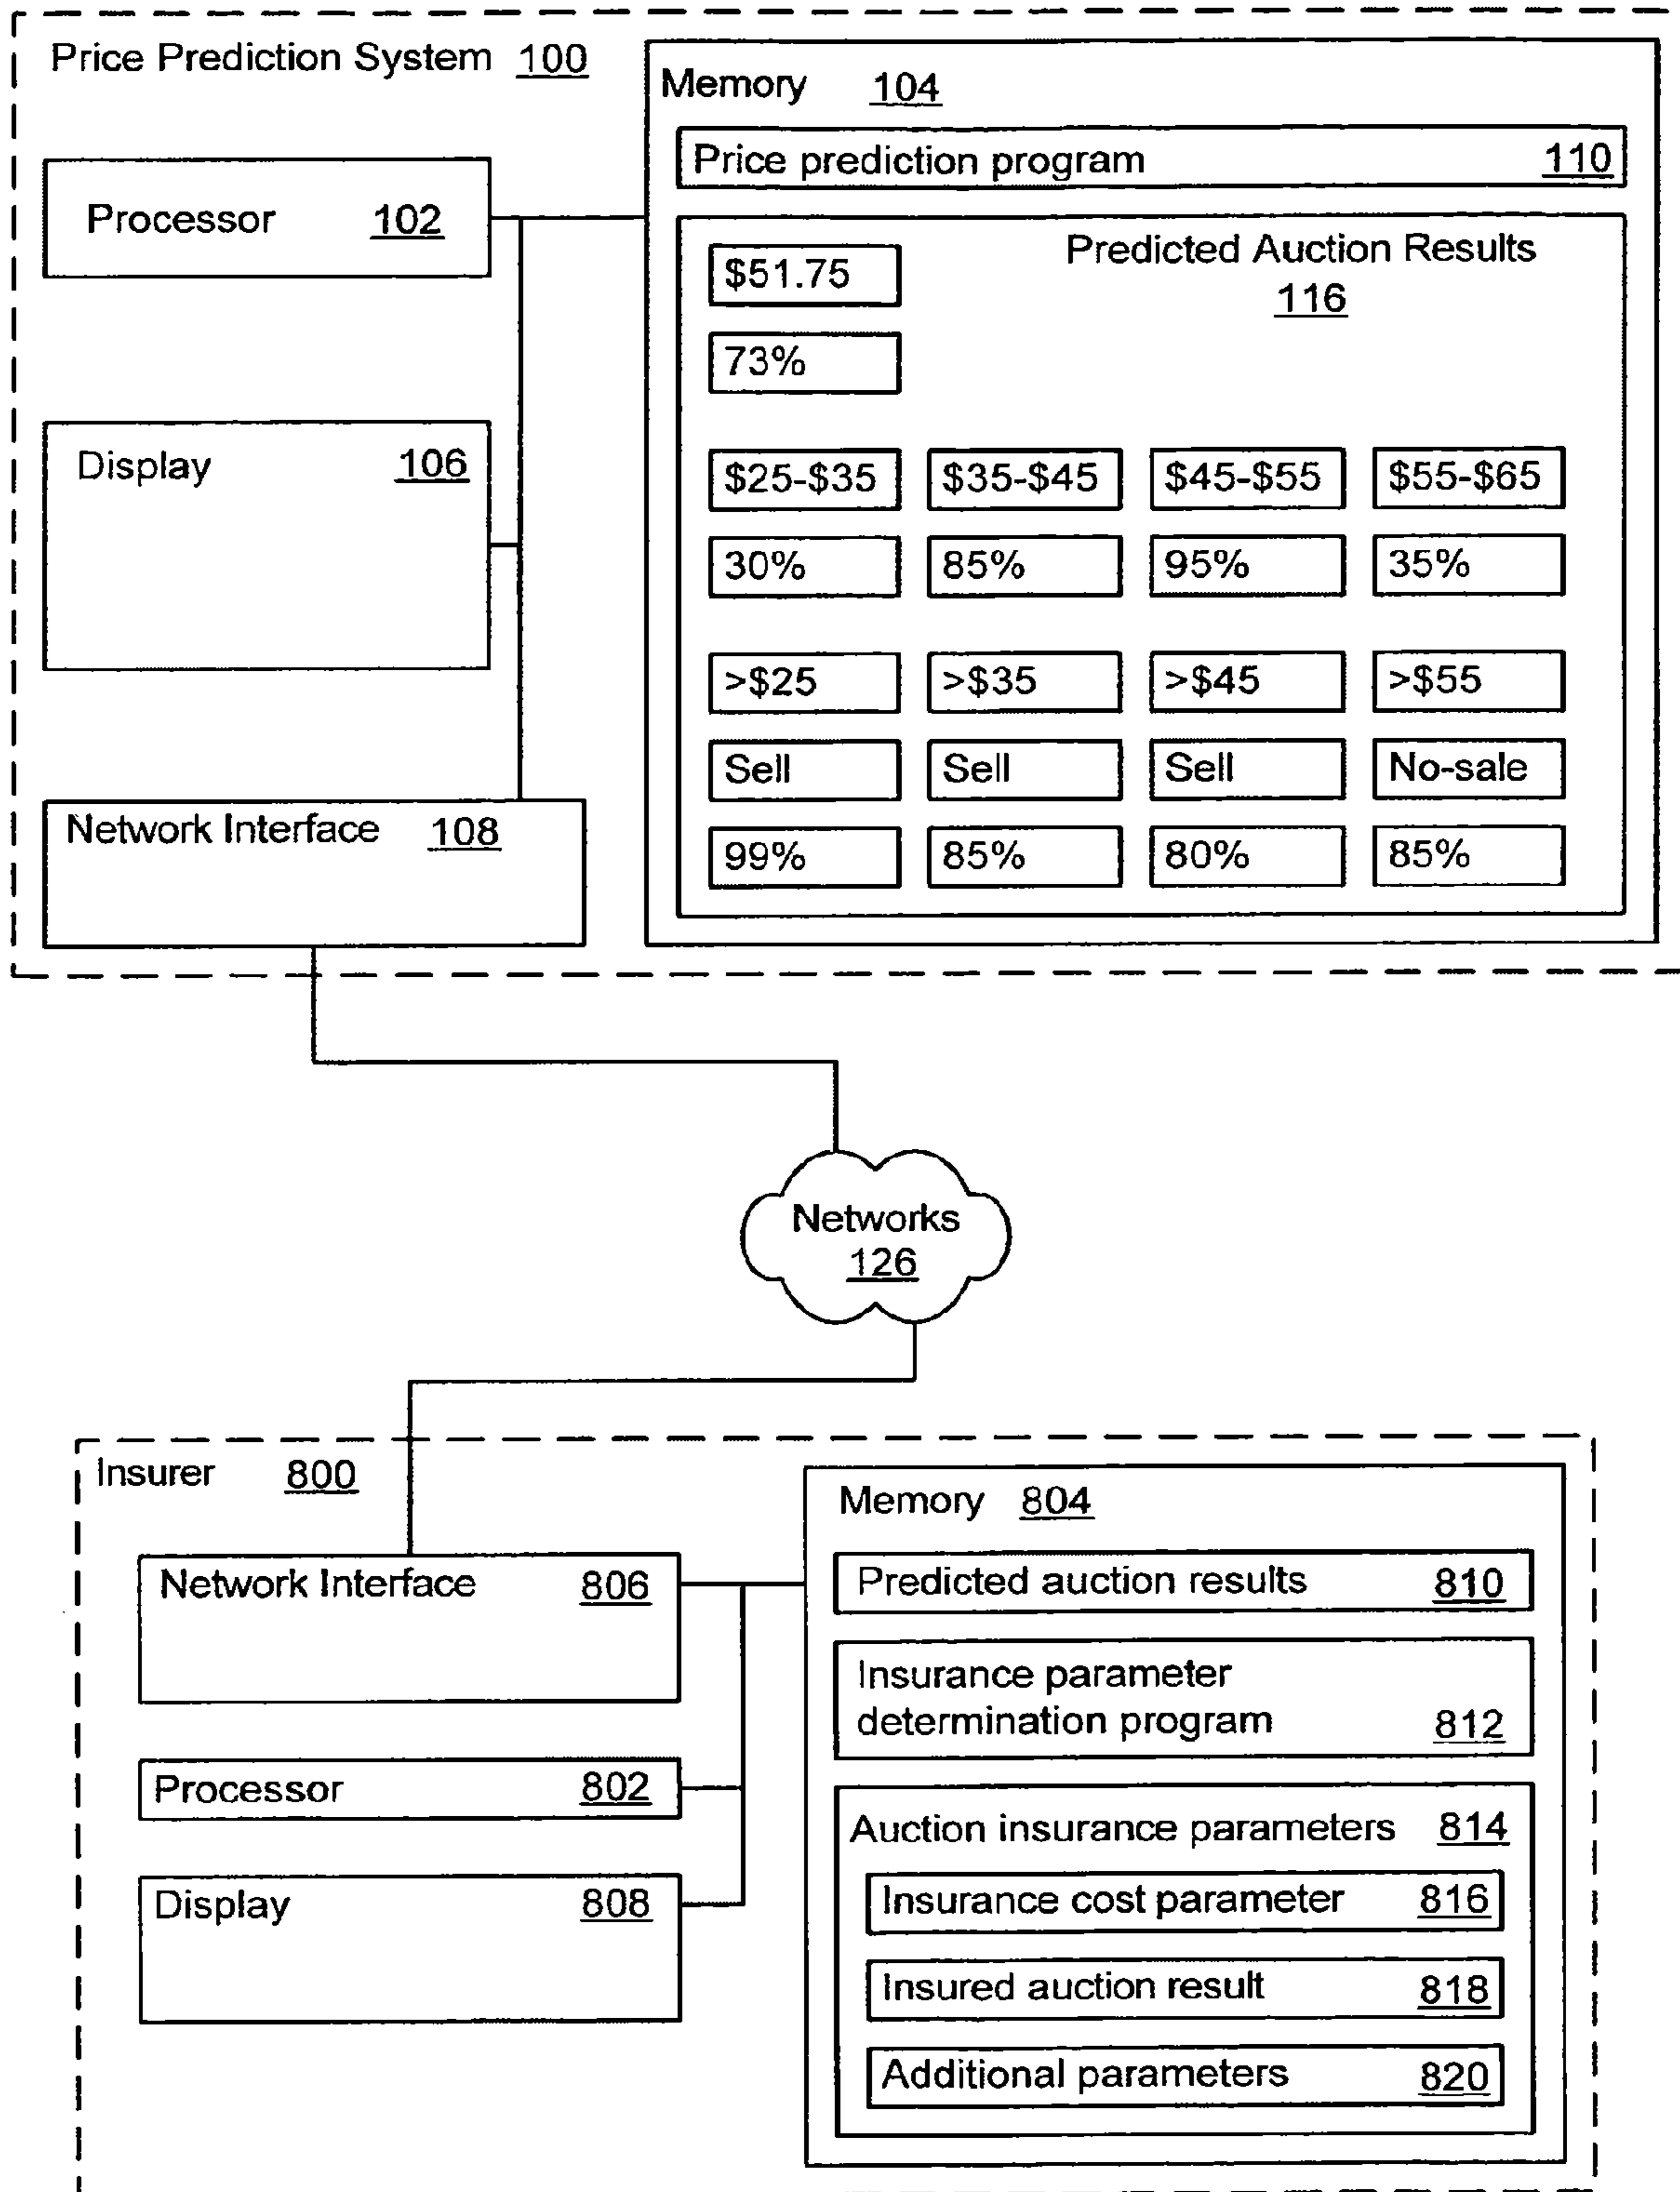 Price Prediction System 100
Memory 104
Price prediction program 110
Processor 102
Predicted Auction Results
116
$51.75
73%
Display 106
$25-$35 $35-$45 $45-$55 $55-$65
30% 85% 95% 35%
>$25 >$35 >$45 >$55
Sell Sell Sell No-sale
99% 85% 80% 85%
Network Interface 108
Networks
126
Insurer 800
Memory 804
Network Interface 806
Predicted auction results 810
Insurance parameter
determination program 812
Processor 802
Auction insurance parameters 814
Display 808
Insurance cost parameter 816
Insured auction result 818
Additional parameters 820